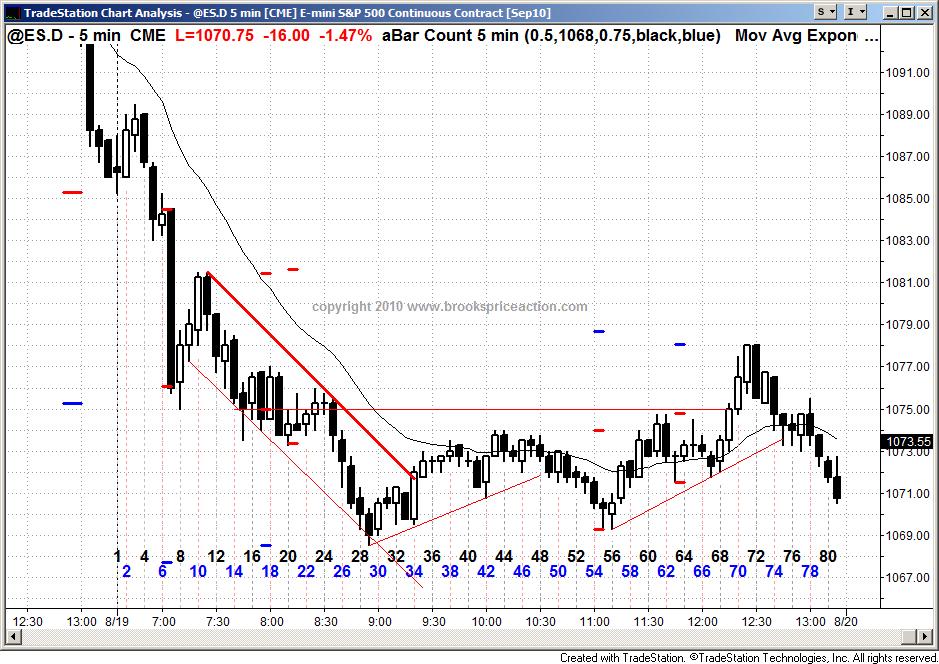 TradeStation Chart Analysis - @ES.D 5 min [CME] E-mini S&P 500 Continuous Contract [Sep10]
S
I
@ES.D - 5 min CME L=1070.75 -16.00 -1.47% aBar Count 5 min (0.5,1068,0.75,black,blue) Mov Avg Expon ...
1091.00
1089.00
1087.00
1085.00
1083.00
1081.00
copyright 2010 www.brookspriceaction.com
1079.00
1077.00
1075.00
1073.55
1073.00
1071.00
1069.00
1067.00
1 4 8 12 16 20 24 28 32 36 40 44 48 52 56 60 64 68 72 76 80
2 6 10 14 18 22 26 30 34 38 42 46 50 54 58 62 66 70 74 78
12:30 13:00 8/19 7:00 7:30 8:00 8:30 9:00 9:30 10:00 10:30 11:00 11:30 12:00 12:30 13:00 8/20
Created with TradeStation. ©TradeStation Technologies, Inc. All rights reserved.